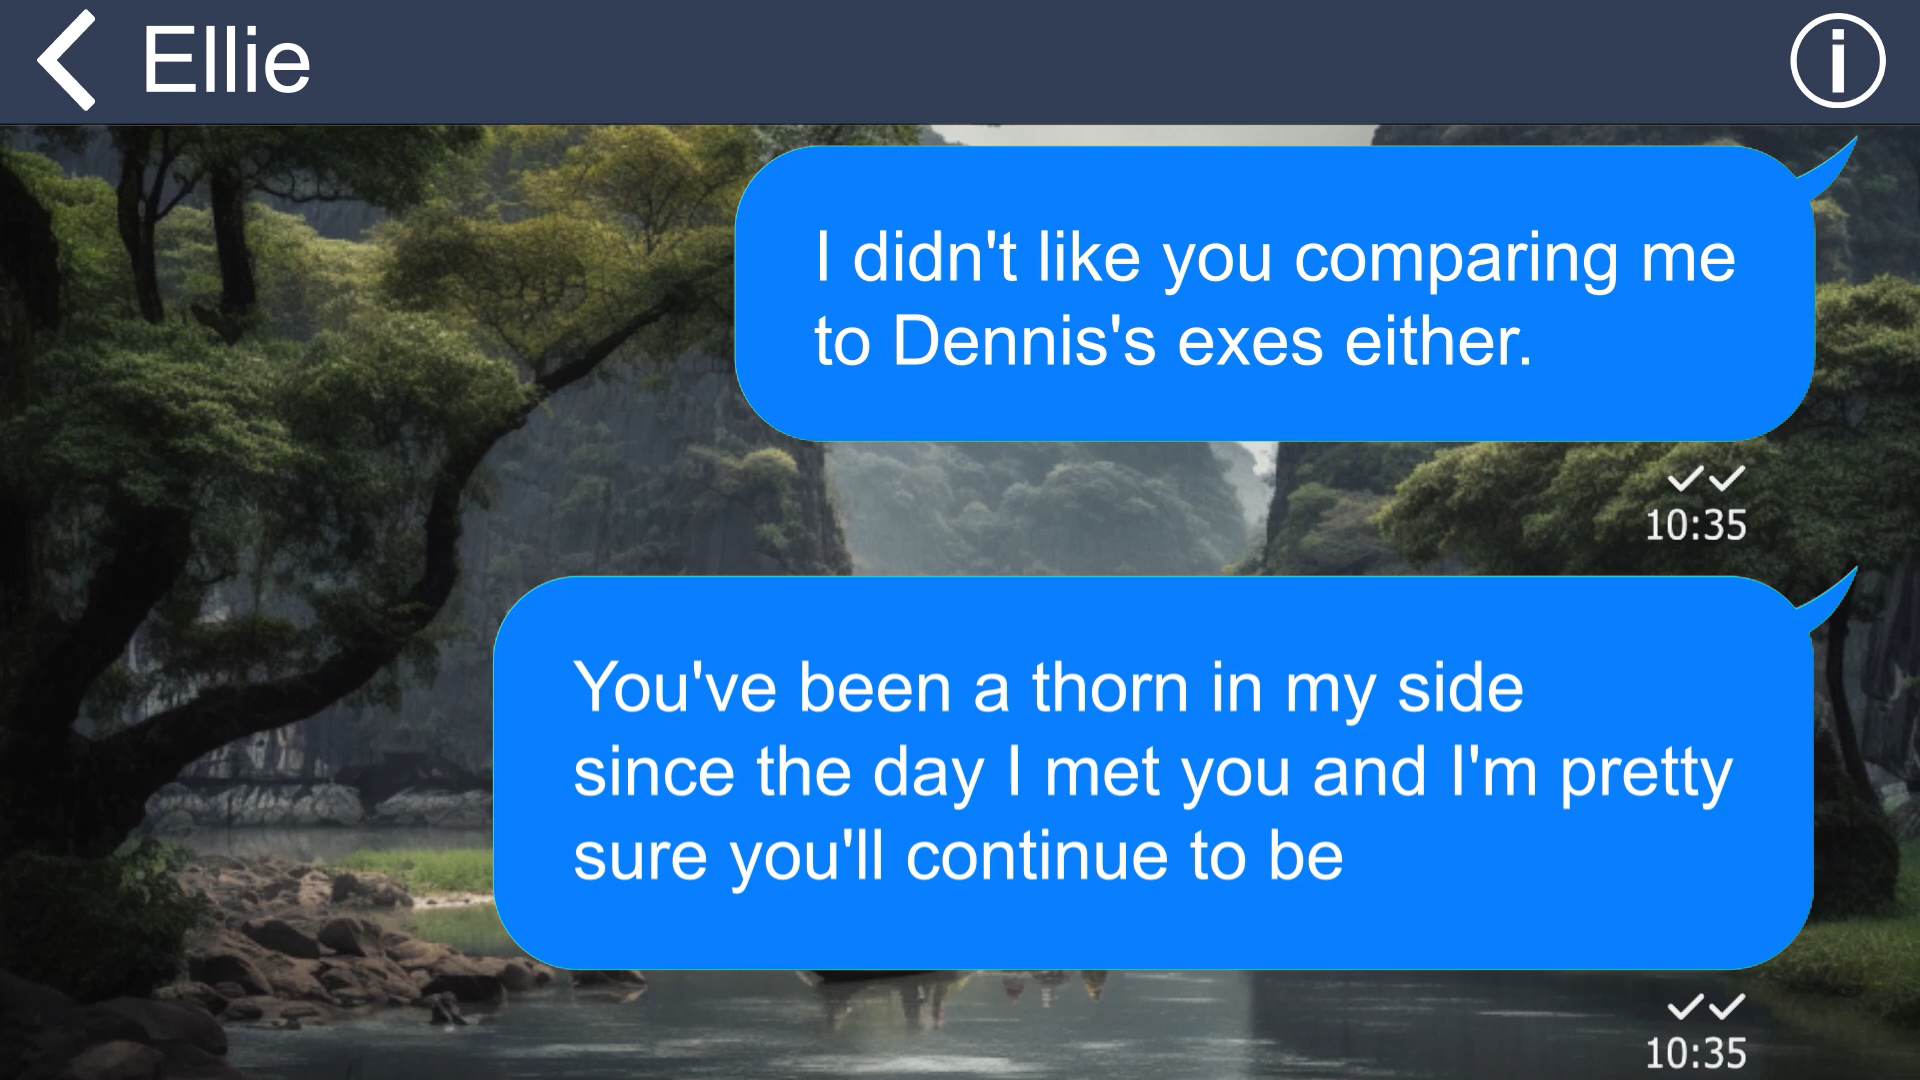 Ellie
I didn't like you comparing me
to Dennis's exes either.
10:35
You've been a thorn in my side
since the day I met you and I'm pretty
sure you'll continue to be
10:35